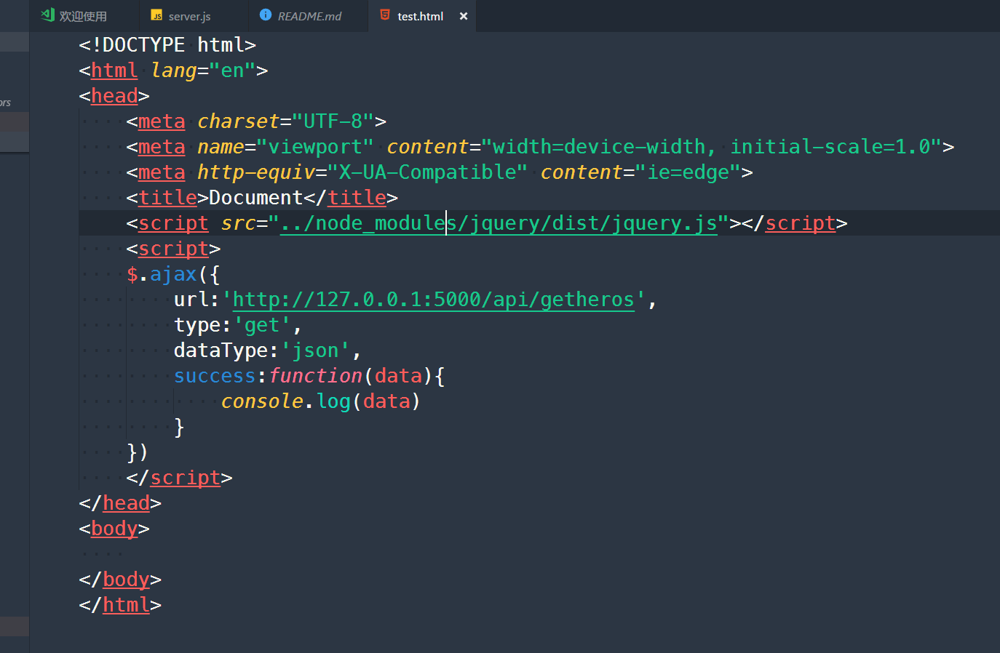 欢迎使用 server.js README.md test.html ×
<!DOCTYPE html>
<html lang="en">
<head>
ors
<meta charset="UTF-8">
<meta name="viewport" content="width=device-width, initial-scale=1.0">
<meta http-equiv="X-UA-Compatible" content="ie=edge">
<title>Document</title>
<script src="../node_modules/jquery/dist/jquery.js"></script>
<script>
$.ajax({
url:'http://127.0.0.1:5000/api/getheros',
type:'get',
dataType:'json',
success:function(data){
console.log(data)
}
})
</script>
</head>
<body>
</body>
</html>